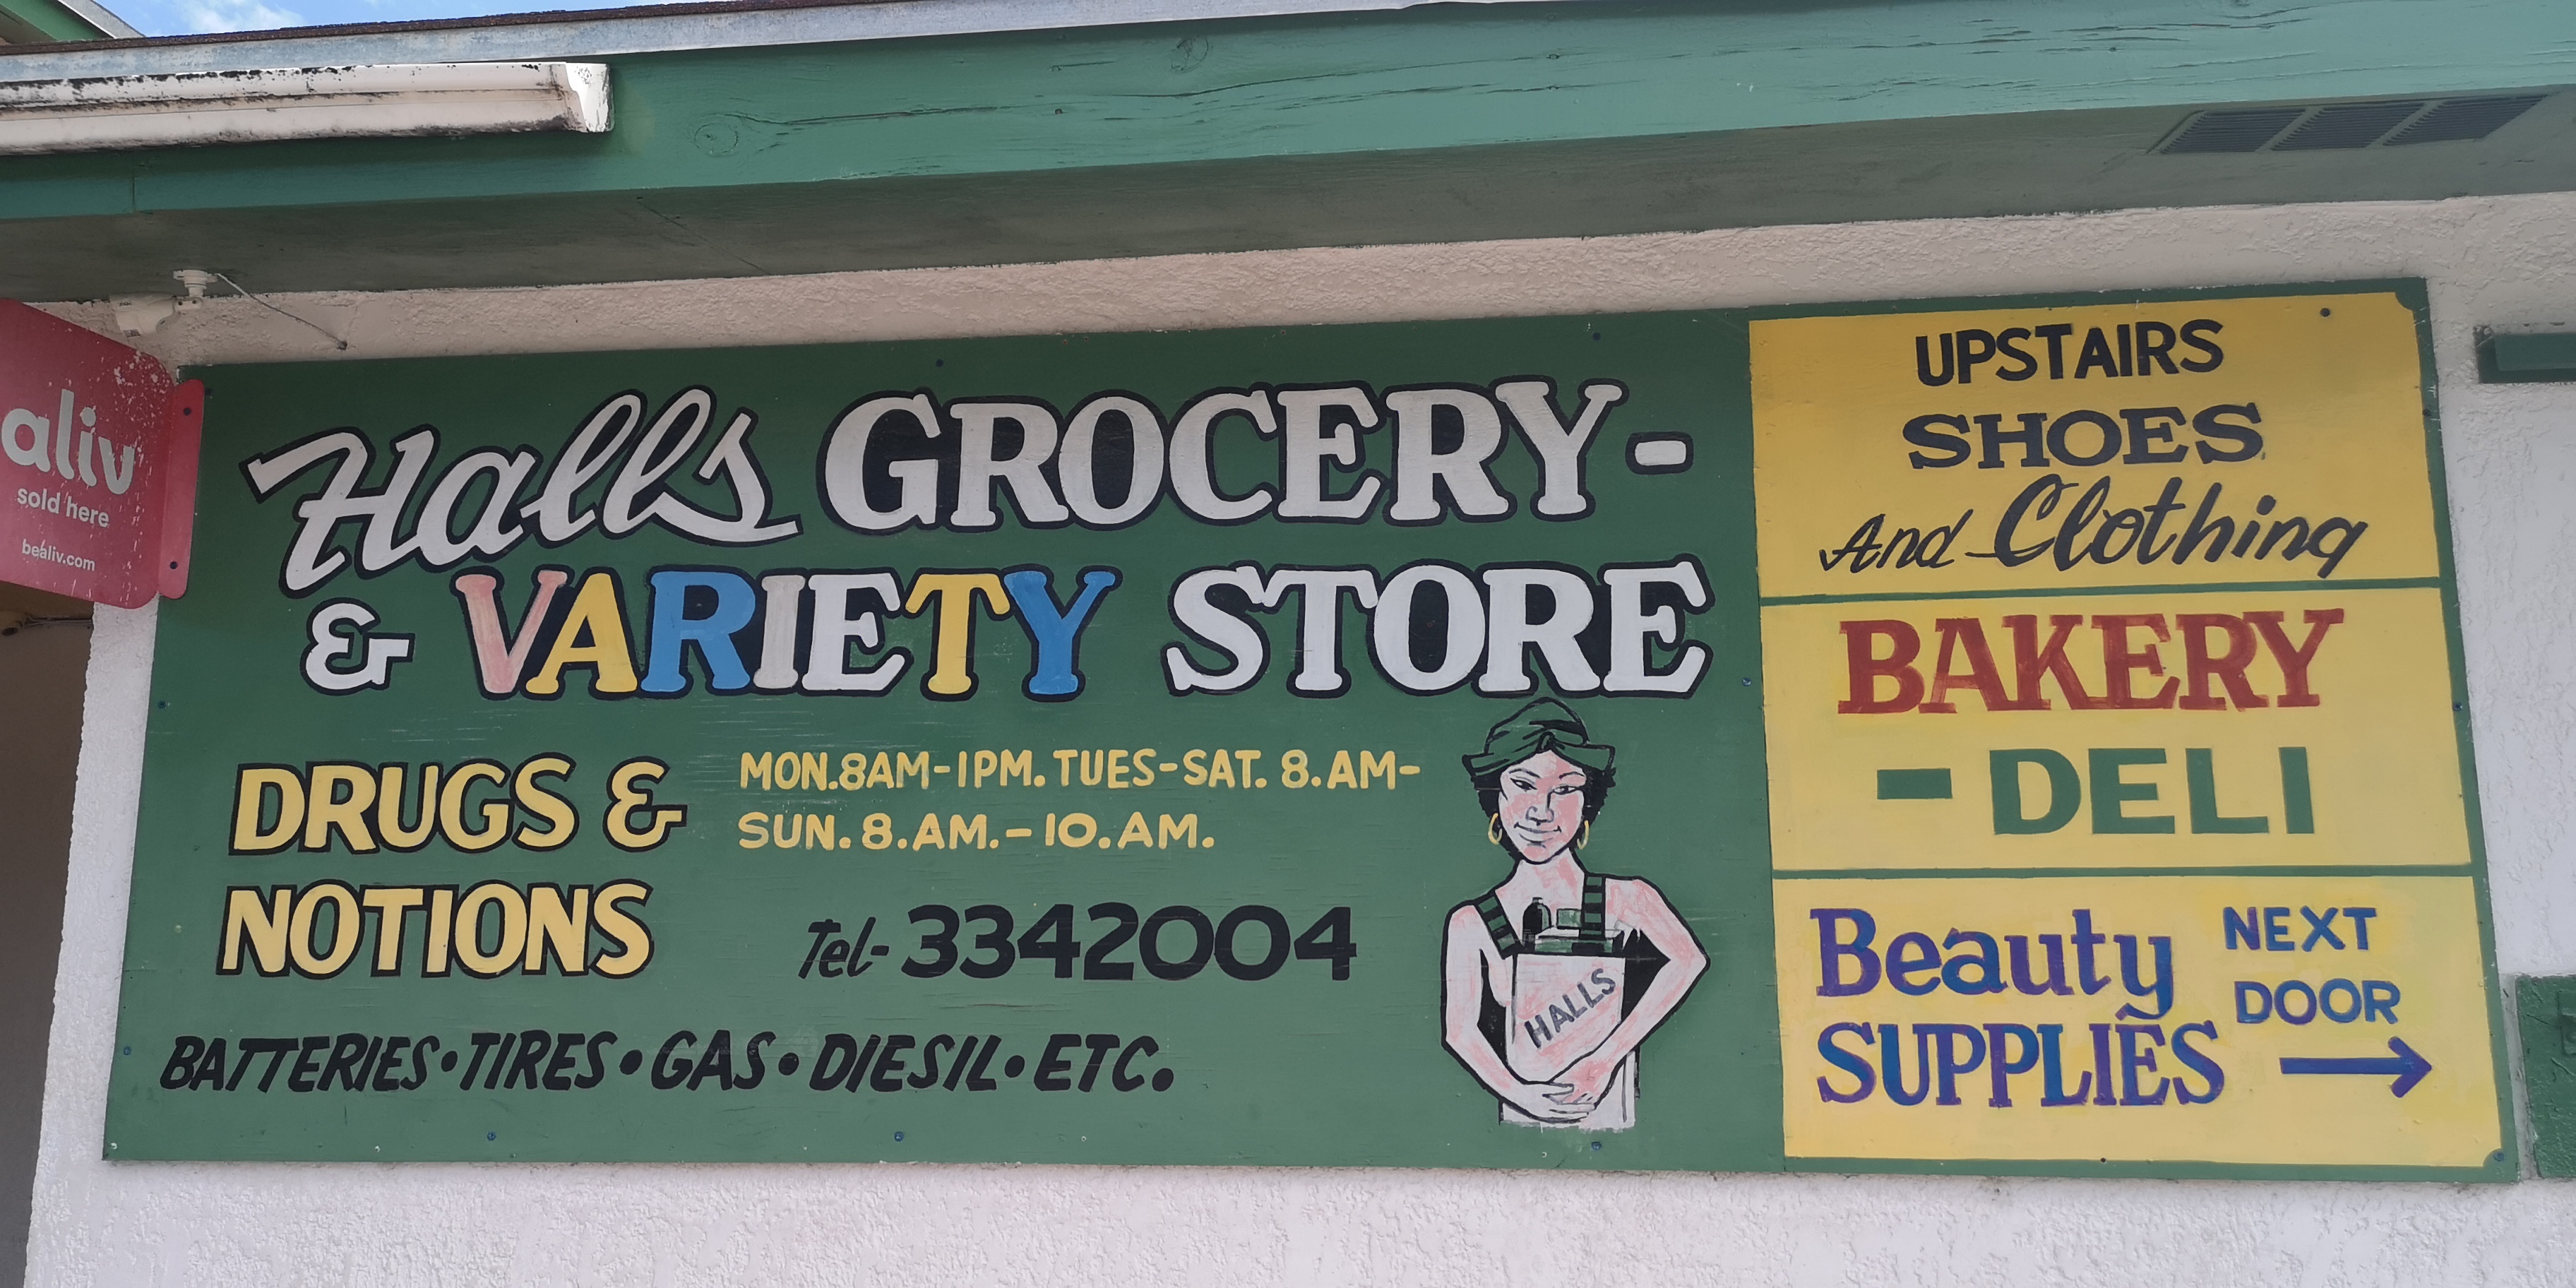 aliv
sold here
bealiv.com
Halls GROCERY-
& VARIETY STORE
DRUGS &
NOTIONS
MON.8AM-1PM. TUES-SAT. 8.AM-
SUN. 8.AM.-10.AM.
Tel- 3342004
BATTERIES•TIRES•GAS•DIESIL•ETC.
HALLS
UPSTAIRS
SHOES
And Clothing
BAKERY
- DELI
Beauty
SUPPLIES
NEXT
DOOR